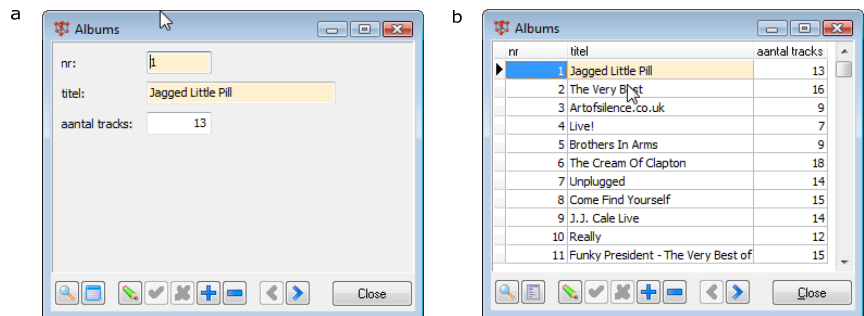 a
Albums
nr: 1
titel: Jagged Little Pill
aantal tracks: 13
Close
b
Albums
nr titel aantal tracks
1 Jagged Little Pill 13
2 The Very Best 16
3 Artofsilence.co.uk 9
4 Live! 7
5 Brothers In Arms 9
6 The Cream Of Clapton 18
7 Unplugged 14
8 Come Find Yourself 15
9 J.J. Cale Live 14
10 Really 12
11 Funky President - The Very Best of 15
Close